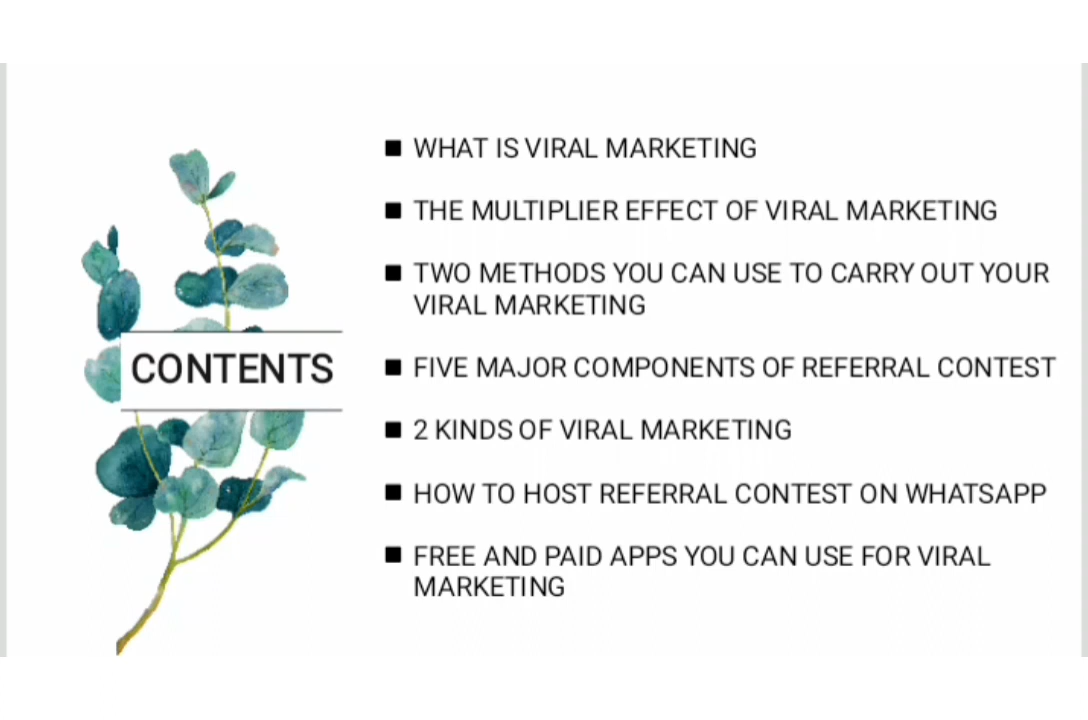 CONTENTS
■ WHAT IS VIRAL MARKETING
■ THE MULTIPLIER EFFECT OF VIRAL MARKETING
■ TWO METHODS YOU CAN USE TO CARRY OUT YOUR
VIRAL MARKETING
■ FIVE MAJOR COMPONENTS OF REFERRAL CONTEST
■ 2 KINDS OF VIRAL MARKETING
■ HOW TO HOST REFERRAL CONTEST ON WHATSAPP
■ FREE AND PAID APPS YOU CAN USE FOR VIRAL
MARKETING